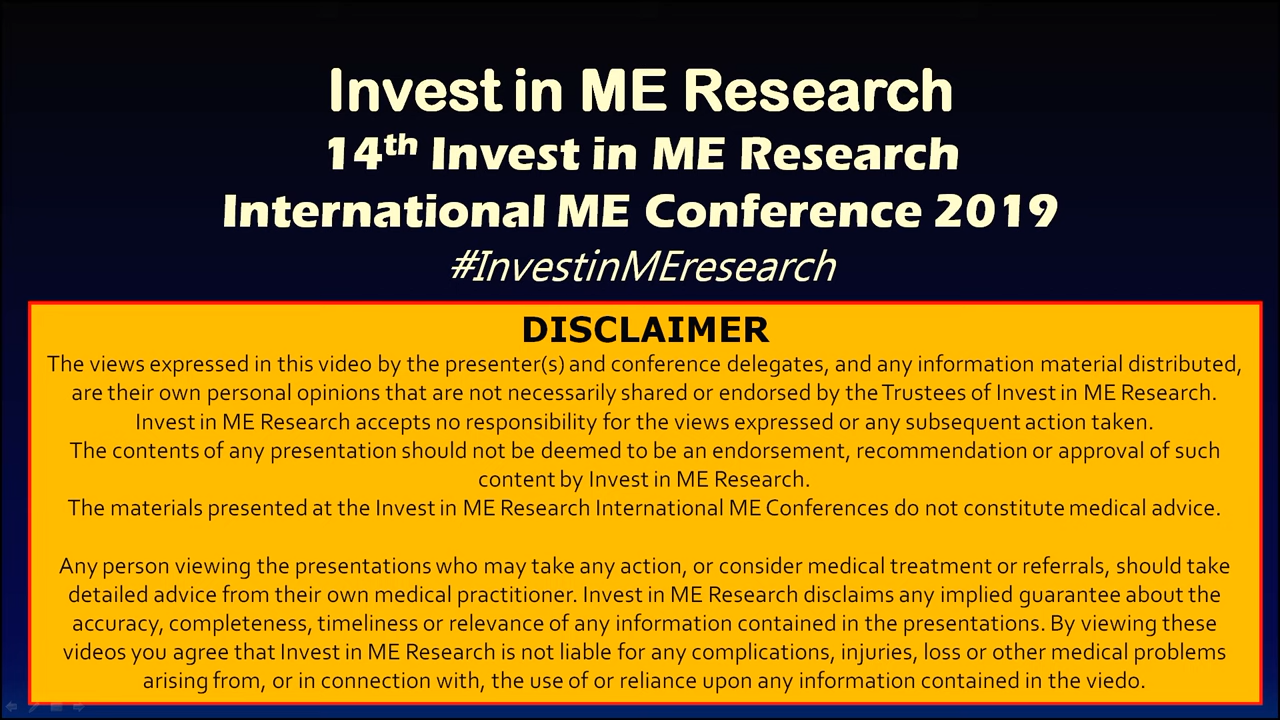 Invest in ME Research
14th Invest in ME Research
International ME Conference 2019
#InvestinMEresearch
DISCLAIMER
The views expressed in this video by the presenter(s) and conference delegates, and any information material distributed,
are their own personal opinions that are not necessarily shared or endorsed by the Trustees of Invest in ME Research.
Invest in ME Research accepts no responsibility for the views expressed or any subsequent action taken.
The contents of any presentation should not be deemed to be an endorsement, recommendation or approval of such
content by Invest in ME Research.
The materials presented at the Invest in ME Research International ME Conferences do not constitute medical advice.
Any person viewing the presentations who may take any action, or consider medical treatment or referrals, should take
detailed advice from their own medical practitioner. Invest in ME Research disclaims any implied guarantee about the
accuracy, completeness, timeliness or relevance of any information contained in the presentations. By viewing these
videos you agree that Invest in ME Research is not liable for any complications, injuries, loss or other medical problems
arising from, or in connection with, the use of or reliance upon any information contained in the viedo.